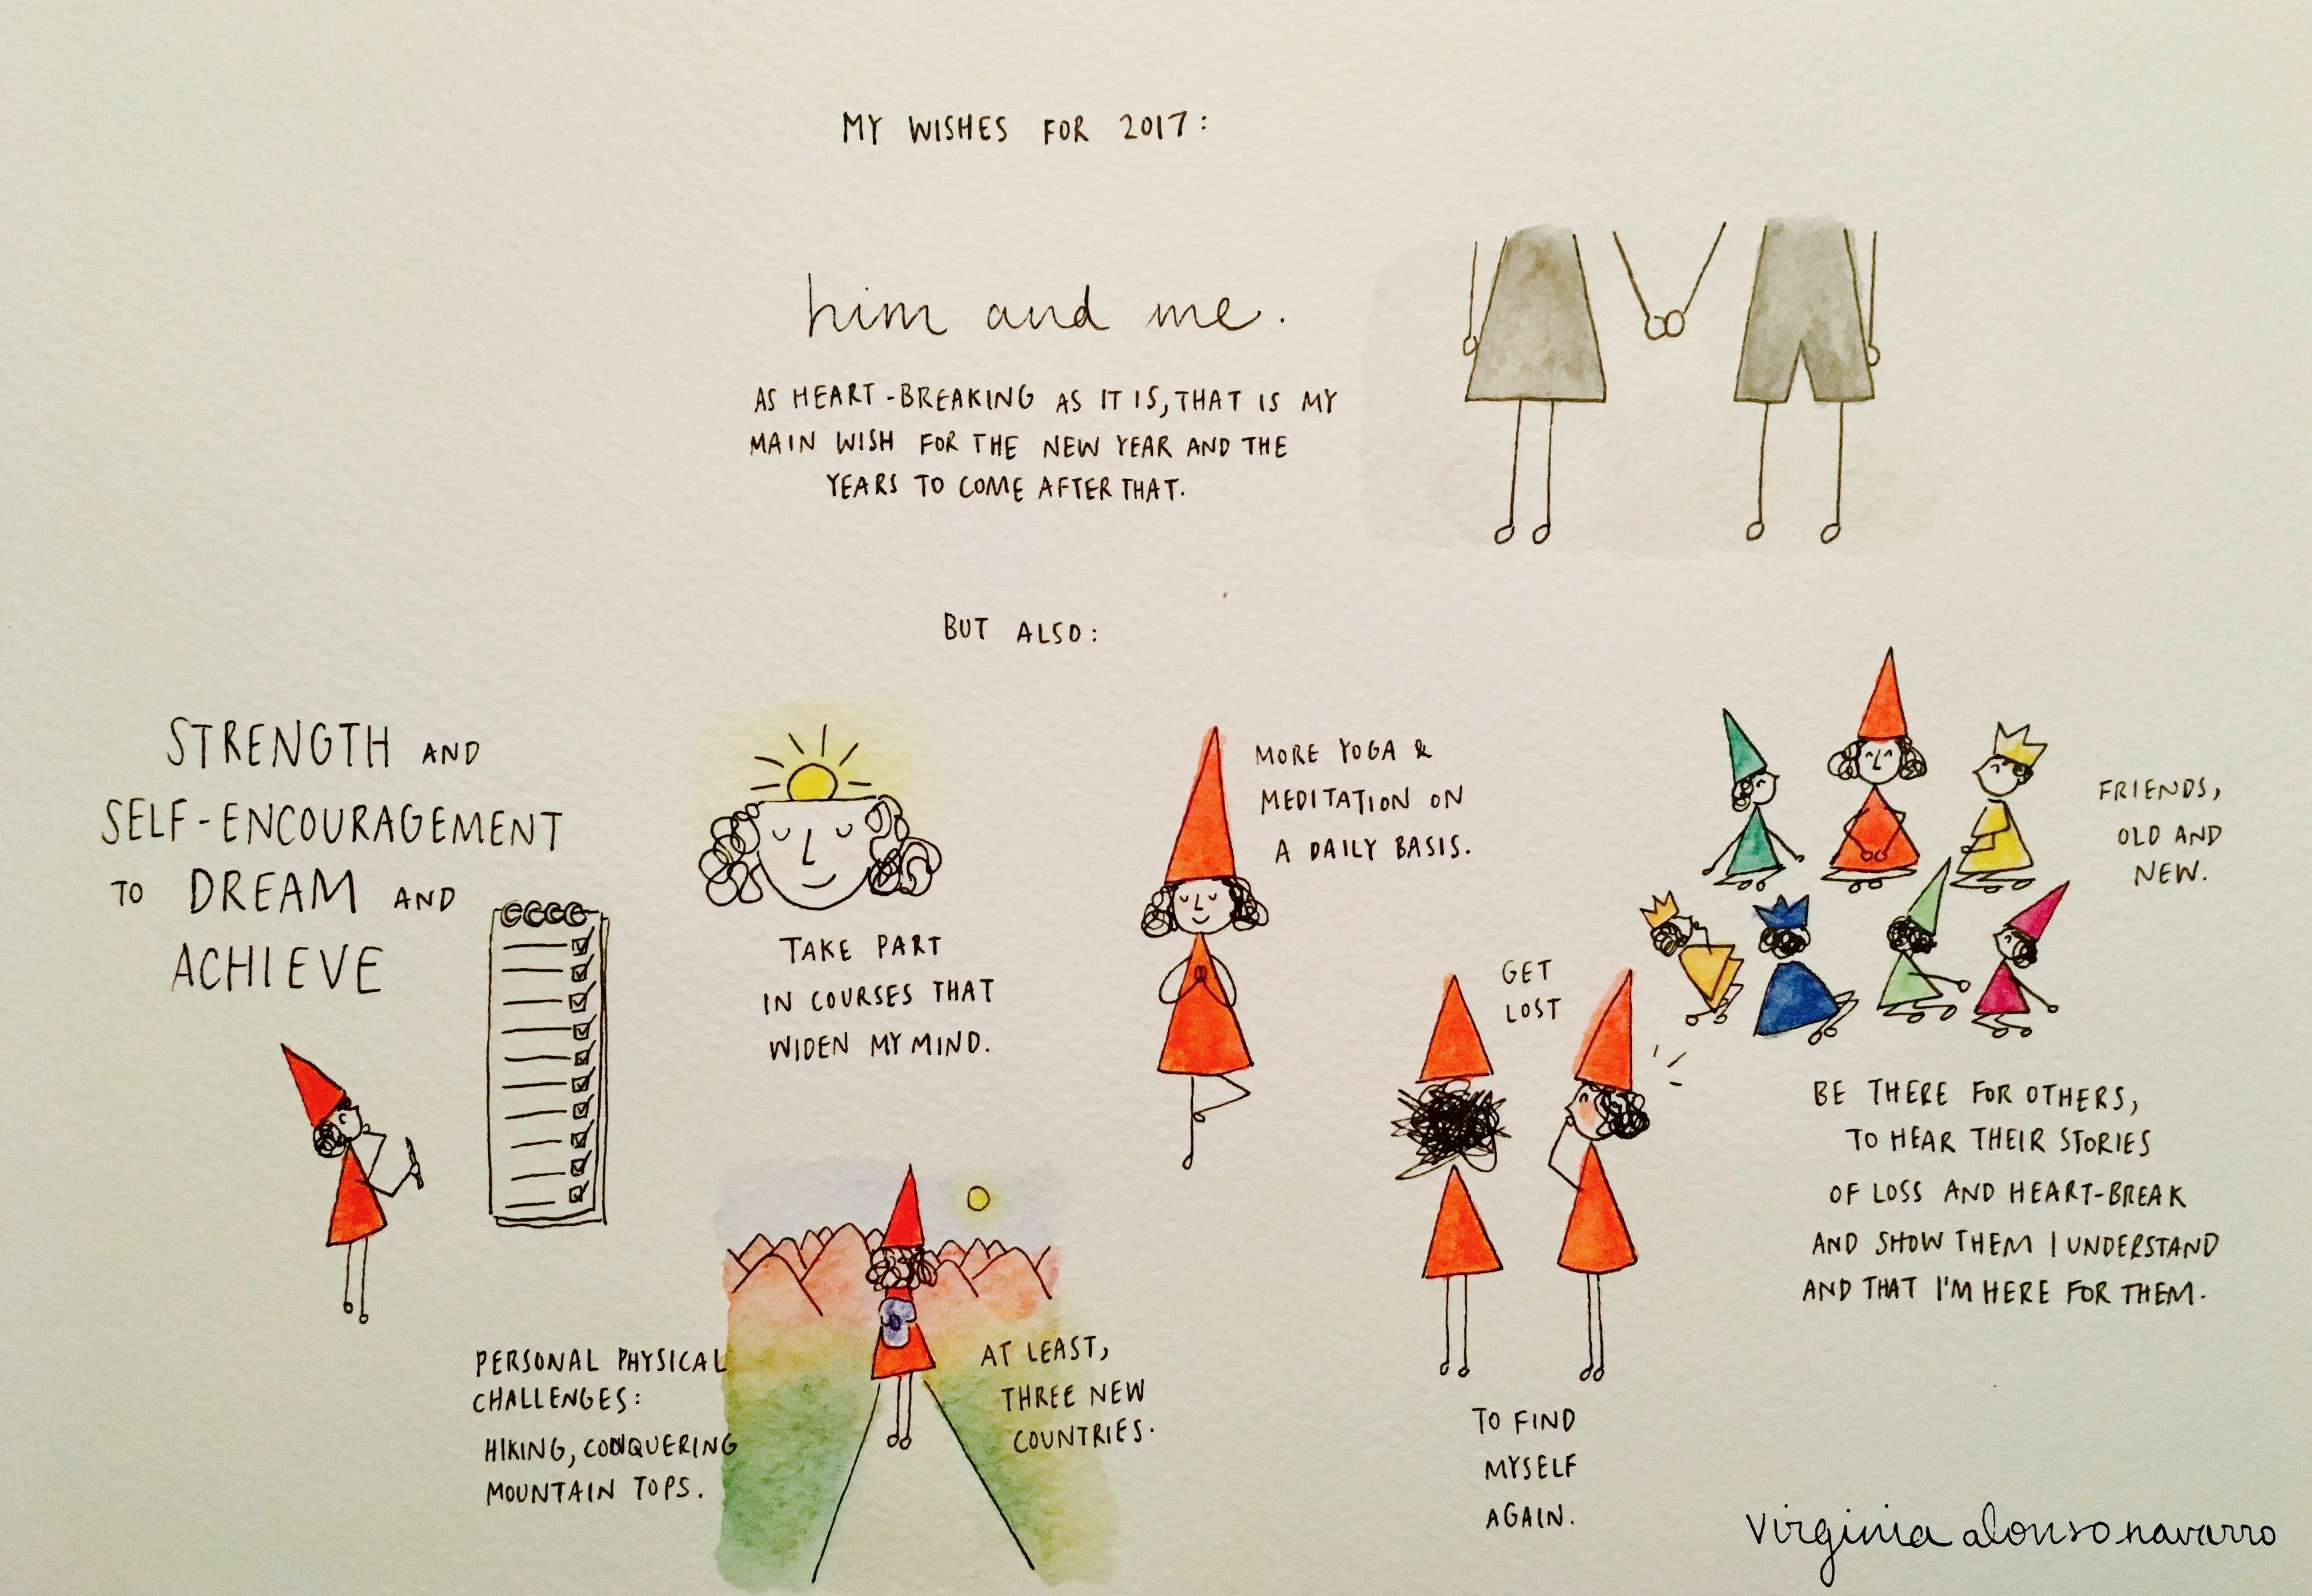 MY WISHES FOR 2017:
him and me.
AS HEART-BREAKING AS IT IS, THAT IS MY
MAIN WISH FOR THE NEW YEAR AND THE
YEARS TO COME AFTER THAT.
BUT ALSO:
STRENGTH AND
SELF-ENCOURAGEMENT
TO DREAM AND
ACHIEVE
TAKE PART
IN COURSES THAT
WIDEN MY MIND.
MORE YOGA &
MEDITATION ON
A DAILY BASIS.
FRIENDS,
OLD AND
NEW.
PERSONAL PHYSICAL
CHALLENGES:
HIKING, CONQUERING
MOUNTAIN TOPS.
AT LEAST,
THREE NEW
COUNTRIES.
GET
LOST
TO FIND
MYSELF
AGAIN.
BE THERE FOR OTHERS,
TO HEAR THEIR STORIES
OF LOSS AND HEART-BREAK
AND SHOW THEM I UNDERSTAND
AND THAT I'M HERE FOR THEM.
Virginia alonso navarro